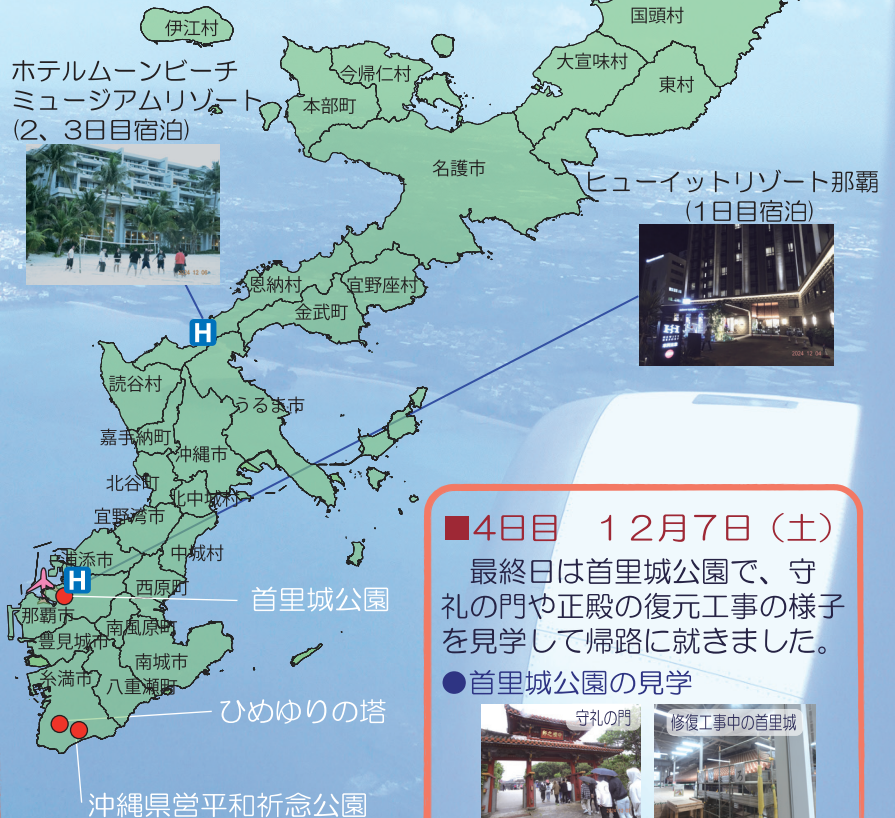 伊江村
国頭村
大宜味村
東村
今帰仁村
本部町
名護市
ホテルムーンビーチ
ミュージアムリゾート
(2、3日目宿泊)
ヒューイットリゾート那覇
(1日目宿泊)
2024 12 04
恩納村
宜野座村
金武町
H
読谷村
うるま市
嘉手納町
沖縄市
北谷町
北中城村
宜野湾市
中城村
浦添市
H
西原町
首里城公園
那覇市
南風原町
豊見城市
南城市
糸満市
八重瀬町
ひめゆりの塔
沖縄県営平和祈念公園
■4日目 12月7日（土）
最終日は首里城公園で、守
礼の門や正殿の復元工事の様子
を見学して帰路に就きました。
●首里城公園の見学
守礼の門
修復工事中の首里城